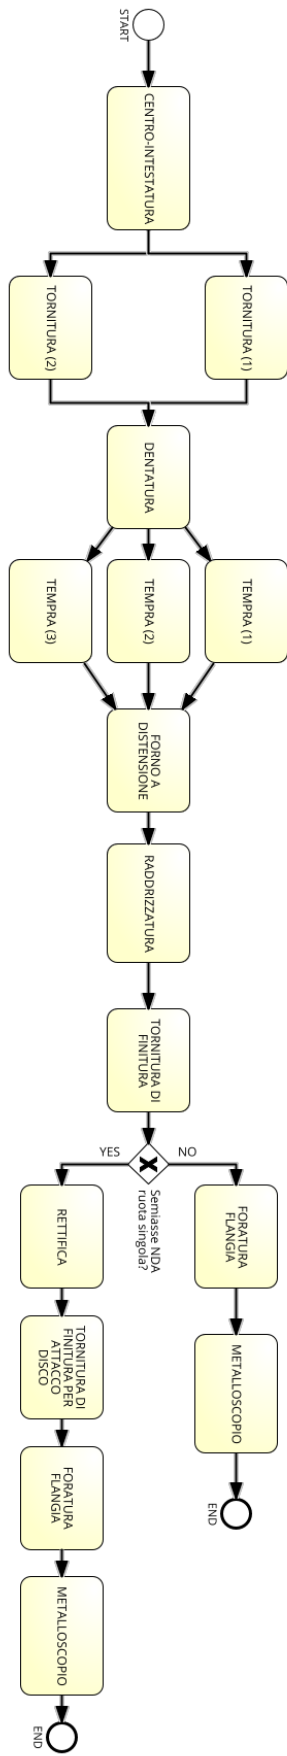 START
CENTRO-INTESTATURA
TORNITURA (1)
TORNITURA (2)
DENTATURA
TEMPRA (1)
TEMPRA (2)
TEMPRA (3)
FORNO A
DISTENSIONE
RADDRIZZATURA
TORNITURA DI
FINITURA
Semiasse NDA
ruota singola?
NO
FORATURA
FLANGIA
METALLOSCOPIO
END
YES
RETTIFICA
TORNITURA DI
FINITURA PER
ATTACCO
DISCO
FORATURA
FLANGIA
METALLOSCOPIO
END